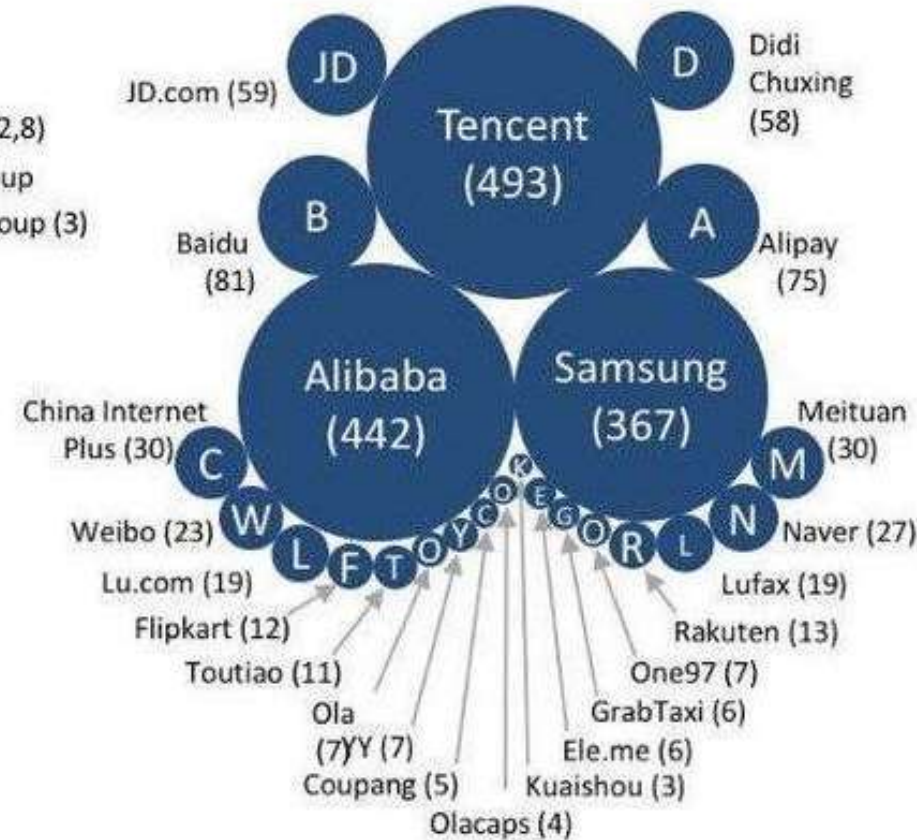 JD
JD.com (59)
Tencent
(493)
D
Didi
Chuxing
(58)
2,8)
up
oup (3)
B
Baidu
(81)
A
Alipay
(75)
Alibaba
(442)
Samsung
(367)
China Internet
Plus (30)
C
Meituan
(30)
M
K
O
E
C
G
Y
O
O
T
F
L
W
R
L
N
Weibo (23)
Naver (27)
Lu.com (19)
Lufax (19)
Flipkart (12)
Rakuten (13)
Toutiao (11)
One97 (7)
Ola
(7)
GrabTaxi (6)
YY (7)
Ele.me (6)
Coupang (5)
Kuaishou (3)
Olacaps (4)